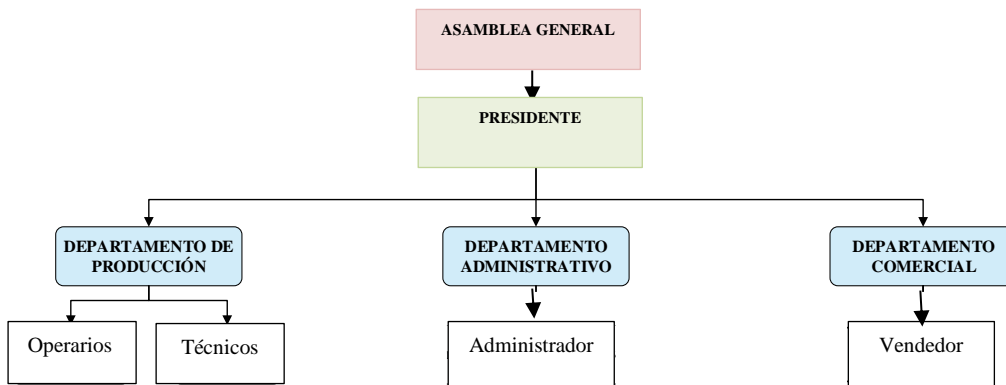 ASAMBLEA GENERAL
PRESIDENTE
DEPARTAMENTO DE
PRODUCCIÓN
DEPARTAMENTO
ADMINISTRATIVO
DEPARTAMENTO
COMERCIAL
Operarios
Técnicos
Administrador
Vendedor